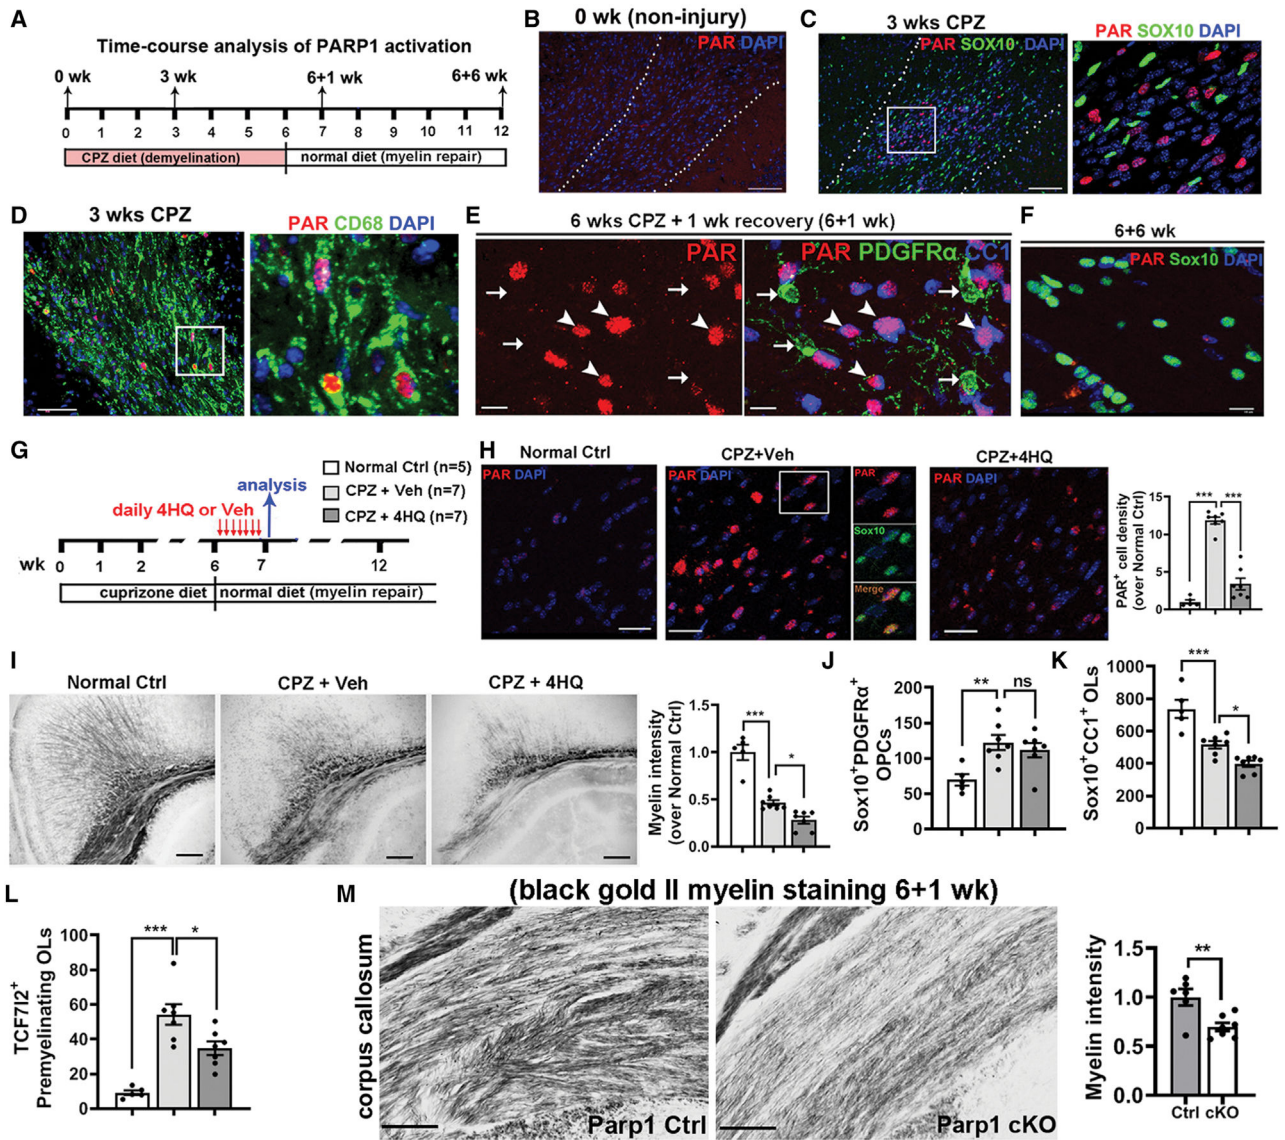 A
Time-course analysis of PARP1 activation
0 wk 3 wk 6+1 wk 6+6 wk
0 1 2 3 4 5 6 7 8 9 10 11 12
CPZ diet (demyelination) normal diet (myelin repair)
B
0 wk (non-injury)
PAR DAPI
C
3 wks CPZ
PAR SOX10 DAPI
PAR SOX10 DAPI
D
3 wks CPZ
PAR CD68 DAPI
E
6 wks CPZ + 1 wk recovery (6+1 wk)
PAR
PAR PDGFRα CC1
F
6+6 wk
PAR Sox10 DAPI
G
Normal Ctrl (n=5)
CPZ + Veh (n=7)
CPZ + 4HQ (n=7)
analysis
daily 4HQ or Veh
wk 0 1 2 6 7 12
cuprizone diet normal diet (myelin repair)
H
Normal Ctrl
PAR DAPI
CPZ+Veh
PAR DAPI
PAR
Sox10
Merge
CPZ+4HQ
PAR DAPI
PAR⁺ cell density
(over Normal Ctrl)
15
10
5
0
*** ***
I
Normal Ctrl
CPZ + Veh
CPZ + 4HQ
Myelin intensity
(over Normal Ctrl)
1.5
1.0
0.5
0.0
***
*
J
Sox10⁺PDGFRα⁺
OPCs
200
150
100
50
0
** ns
K
Sox10⁺CC1⁺ OLs
1000
800
600
400
200
0
***
*
L
TCF7l2⁺
Premyelinating OLs
100
80
60
40
20
0
*** *
M
(black gold II myelin staining 6+1 wk)
corpus callosum
Parp1 Ctrl
Parp1 cKO
Myelin intensity
1.5
1.0
0.5
0.0
**
Ctrl cKO